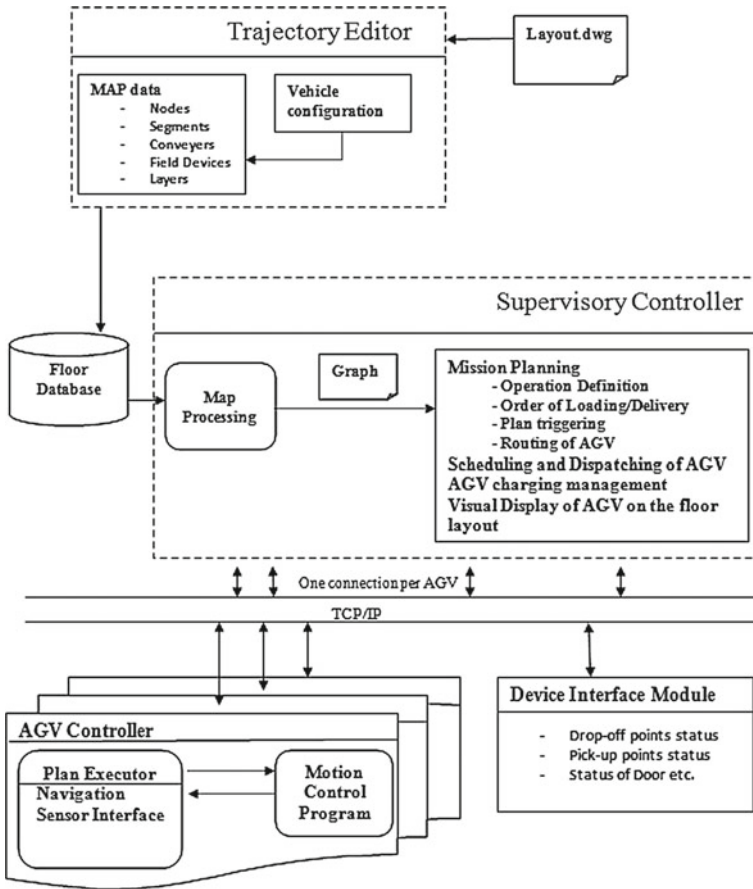 Trajectory Editor
Layout.dwg
MAP data
- Nodes
- Segments
- Conveyers
- Field Devices
- Layers
Vehicle
configuration
Supervisory Controller
Floor
Database
Map
Processing
Graph
Mission Planning
- Operation Definition
- Order of Loading/Delivery
- Plan triggering
- Routing of AGV
Scheduling and Dispatching of AGV
AGV charging management
Visual Display of AGV on the floor
layout
One connection per AGV
TCP/IP
AGV Controller
Plan Executor
Navigation
Sensor Interface
Motion
Control
Program
Device Interface Module
- Drop-off points status
- Pick-up points status
- Status of Door etc.